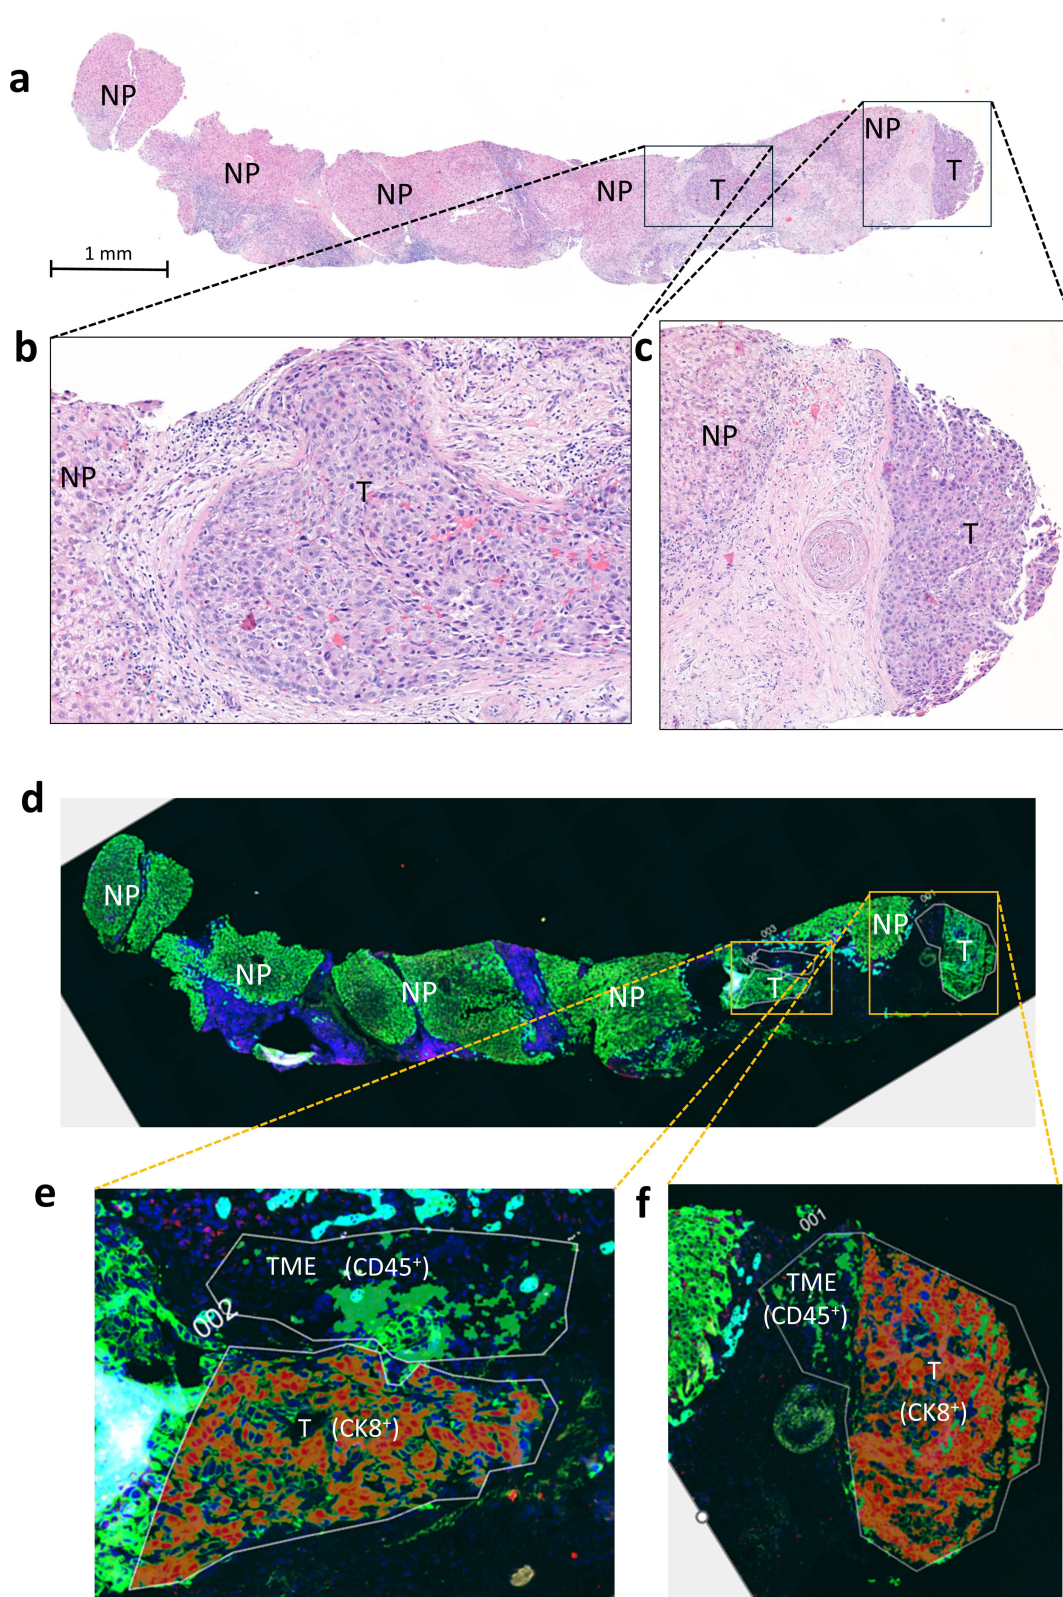 a
NP
NP
NP
NP
T
NP
T
1 mm
b
NP
T
c
NP
T
d
NP
NP
NP
NP
003
T
NP
001
T
e
TME (CD45⁺)
002
T (CK8⁺)
f
001
TME
(CD45⁺)
T
(CK8⁺)